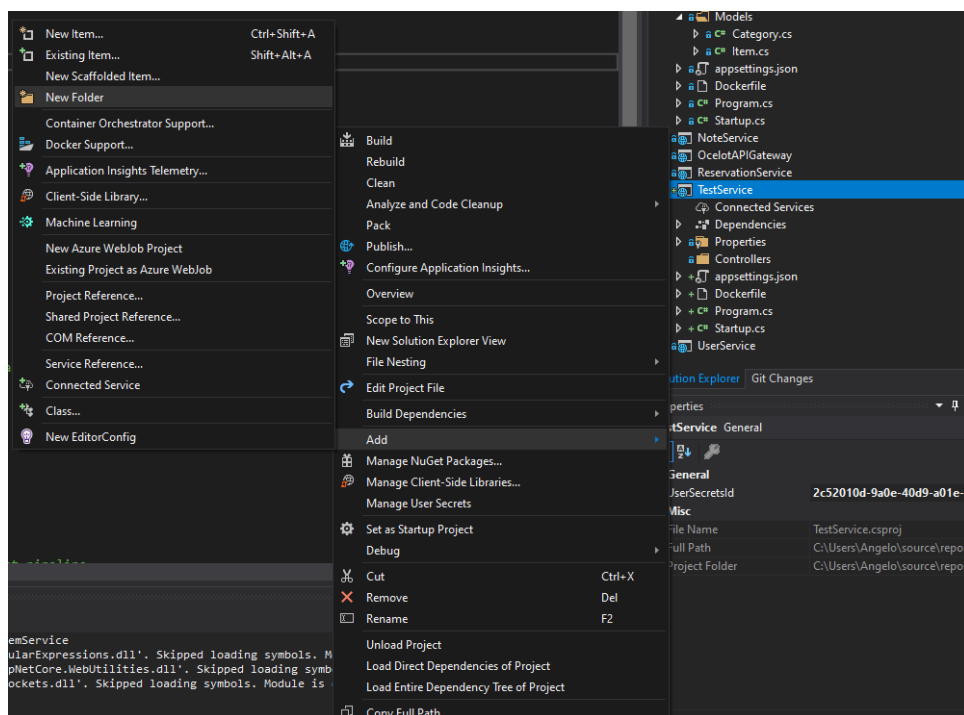 New Item... Ctrl+Shift+A
Existing Item... Shift+Alt+A
New Scaffolded Item...
New Folder
Container Orchestrator Support...
Docker Support...
Application Insights Telemetry...
Client-Side Library...
Machine Learning
New Azure WebJob Project
Existing Project as Azure WebJob
Project Reference...
Shared Project Reference...
COM Reference...
Service Reference...
Connected Service
Class...
New EditorConfig
Build
Rebuild
Clean
Analyze and Code Cleanup
Pack
Publish...
Configure Application Insights...
Overview
Scope to This
New Solution Explorer View
File Nesting
Edit Project File
Build Dependencies
Add
Manage NuGet Packages...
Manage Client-Side Libraries...
Manage User Secrets
Set as Startup Project
Debug
Cut Ctrl+X
Remove Del
Rename F2
Unload Project
Load Direct Dependencies of Project
Load Entire Dependency Tree of Project
Copy Full Path
Models
C# Category.cs
C# Item.cs
appsettings.json
Dockerfile
C# Program.cs
C# Startup.cs
NoteService
OcelotAPIGateway
ReservationService
TestService
Connected Services
Dependencies
Properties
Controllers
appsettings.json
Dockerfile
C# Program.cs
C# Startup.cs
UserService
ution Explorer Git Changes
perties
stService General
General
UserSecretsId 2c52010d-9a0e-40d9-a01e-
Misc
File Name TestService.csproj
Full Path C:\Users\Angelo\source\repo
Project Folder C:\Users\Angelo\source\repo
emService
ularExpressions.dll'. Skipped loading symbols. M
pNetCore.WebUtilities.dll'. Skipped loading symb
ockets.dll'. Skipped loading symbols. Module is